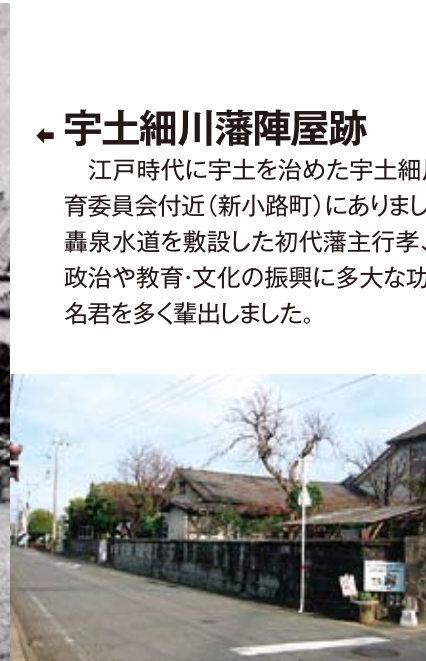 宇土細川藩陣屋跡
江戸時代に宇土を治めた宇土細川
育委員会付近（新小路町）にありまし
轟泉水道を敷設した初代藩主行孝、
政治や教育・文化の振興に多大な功
名君を多く輩出しました。